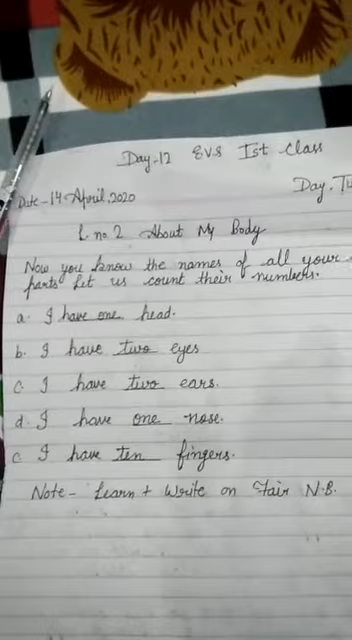 Day-12 E.V.S Ist Class
Date-14 April, 2020
Day. Tu
L. no. 2 About My Body
Now you know the names of all your
parts Let us count their numbers.
a. I have one head.
b. I have two eyes
c. I have two ears.
d. I have one nose.
c I have ten fingers.
Note- Learn + Write on Fair N.B.